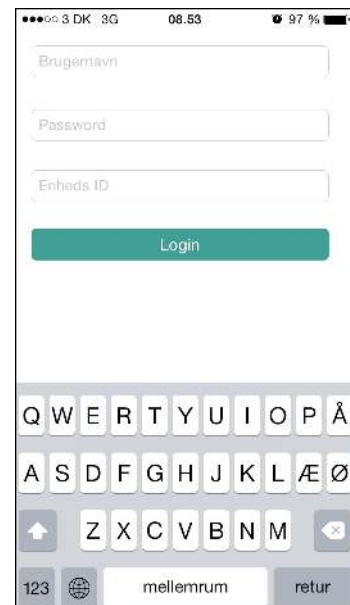 3 DK 3G 08.53 97 %
Brugernavn
Password
Enheds ID
Login
Q W E R T Y U I O P Å
A S D F G H J K L Æ Ø
Z X C V B N M
123 mellemrum retur